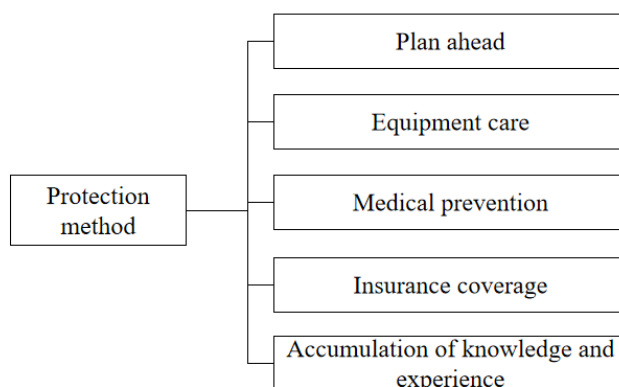 Plan ahead
Equipment care
Protection
method
Medical prevention
Insurance coverage
Accumulation of knowledge and
experience